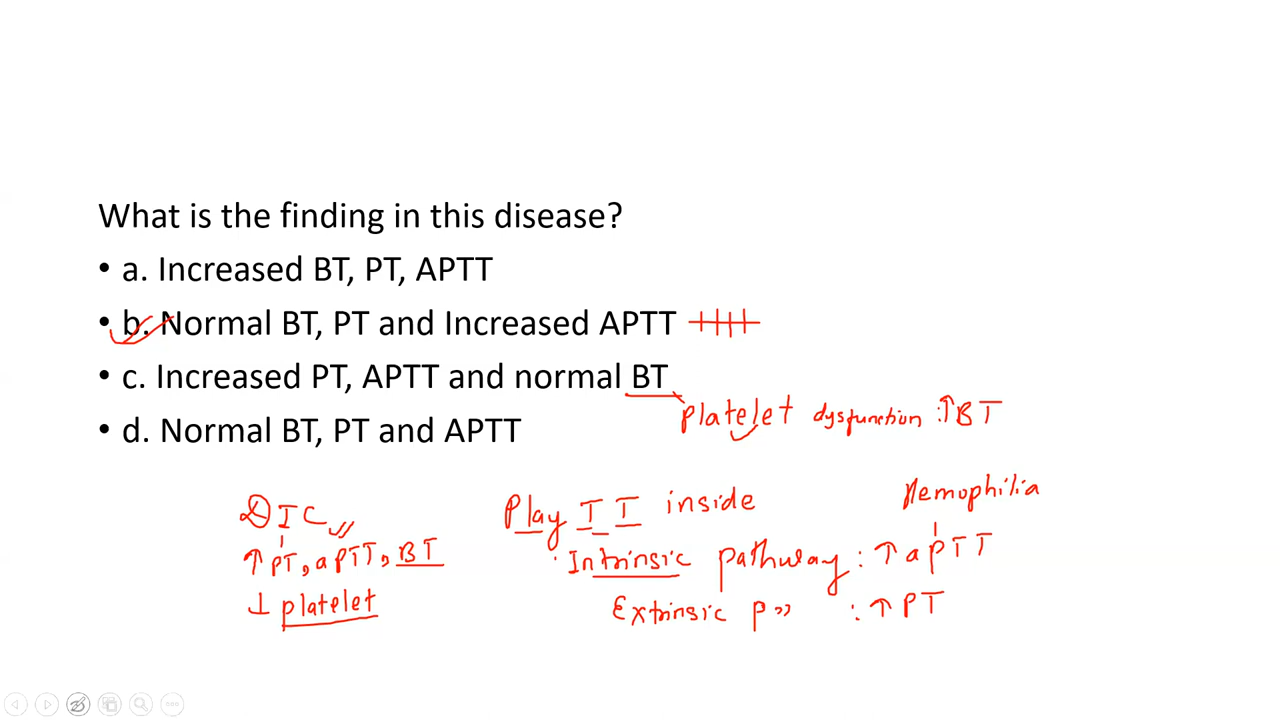 What is the finding in this disease?
• a. Increased BT, PT, APTT
• b. Normal BT, PT and Increased APTT
• c. Increased PT, APTT and normal BT
platelet dysfunction : ↑BT
• d. Normal BT, PT and APTT
DIC
↑ PT, aPTT, BT
↓ platelet
Play TT inside
Hemophilia
Intrinsic pathway : ↑ aPTT
Extrinsic p " : ↑ PT